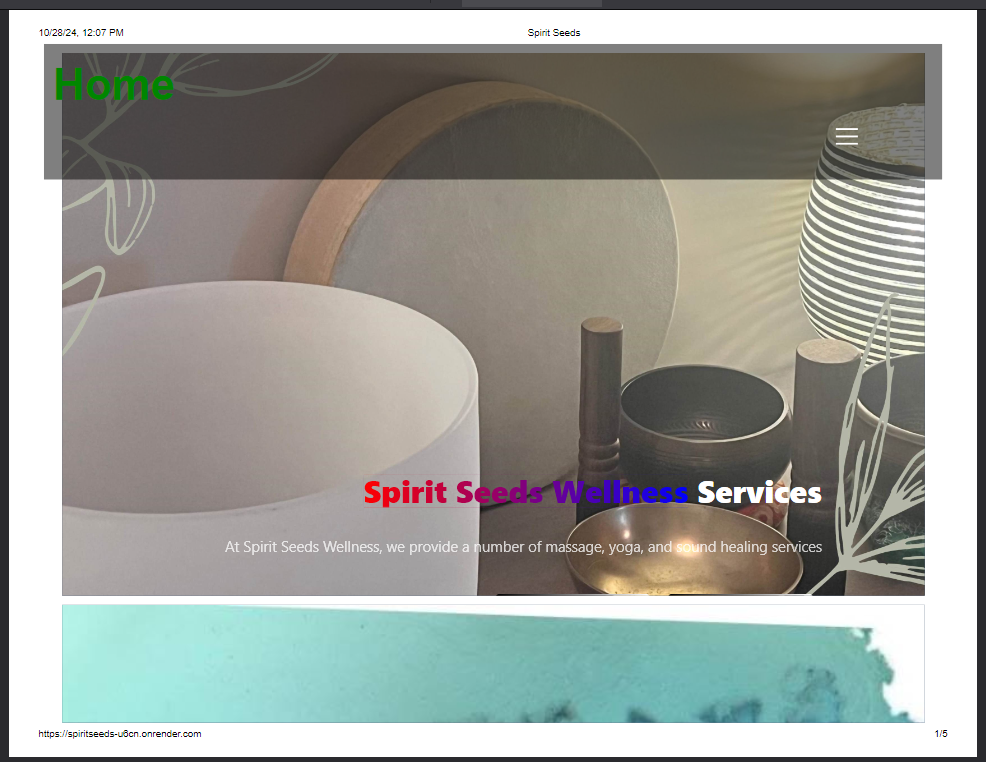 10/28/24, 12:07 PM Spirit Seeds
Home
Spirit Seeds Wellness Services
At Spirit Seeds Wellness, we provide a number of massage, yoga, and sound healing services
https://spiritseeds-u6cn.onrender.com 1/5